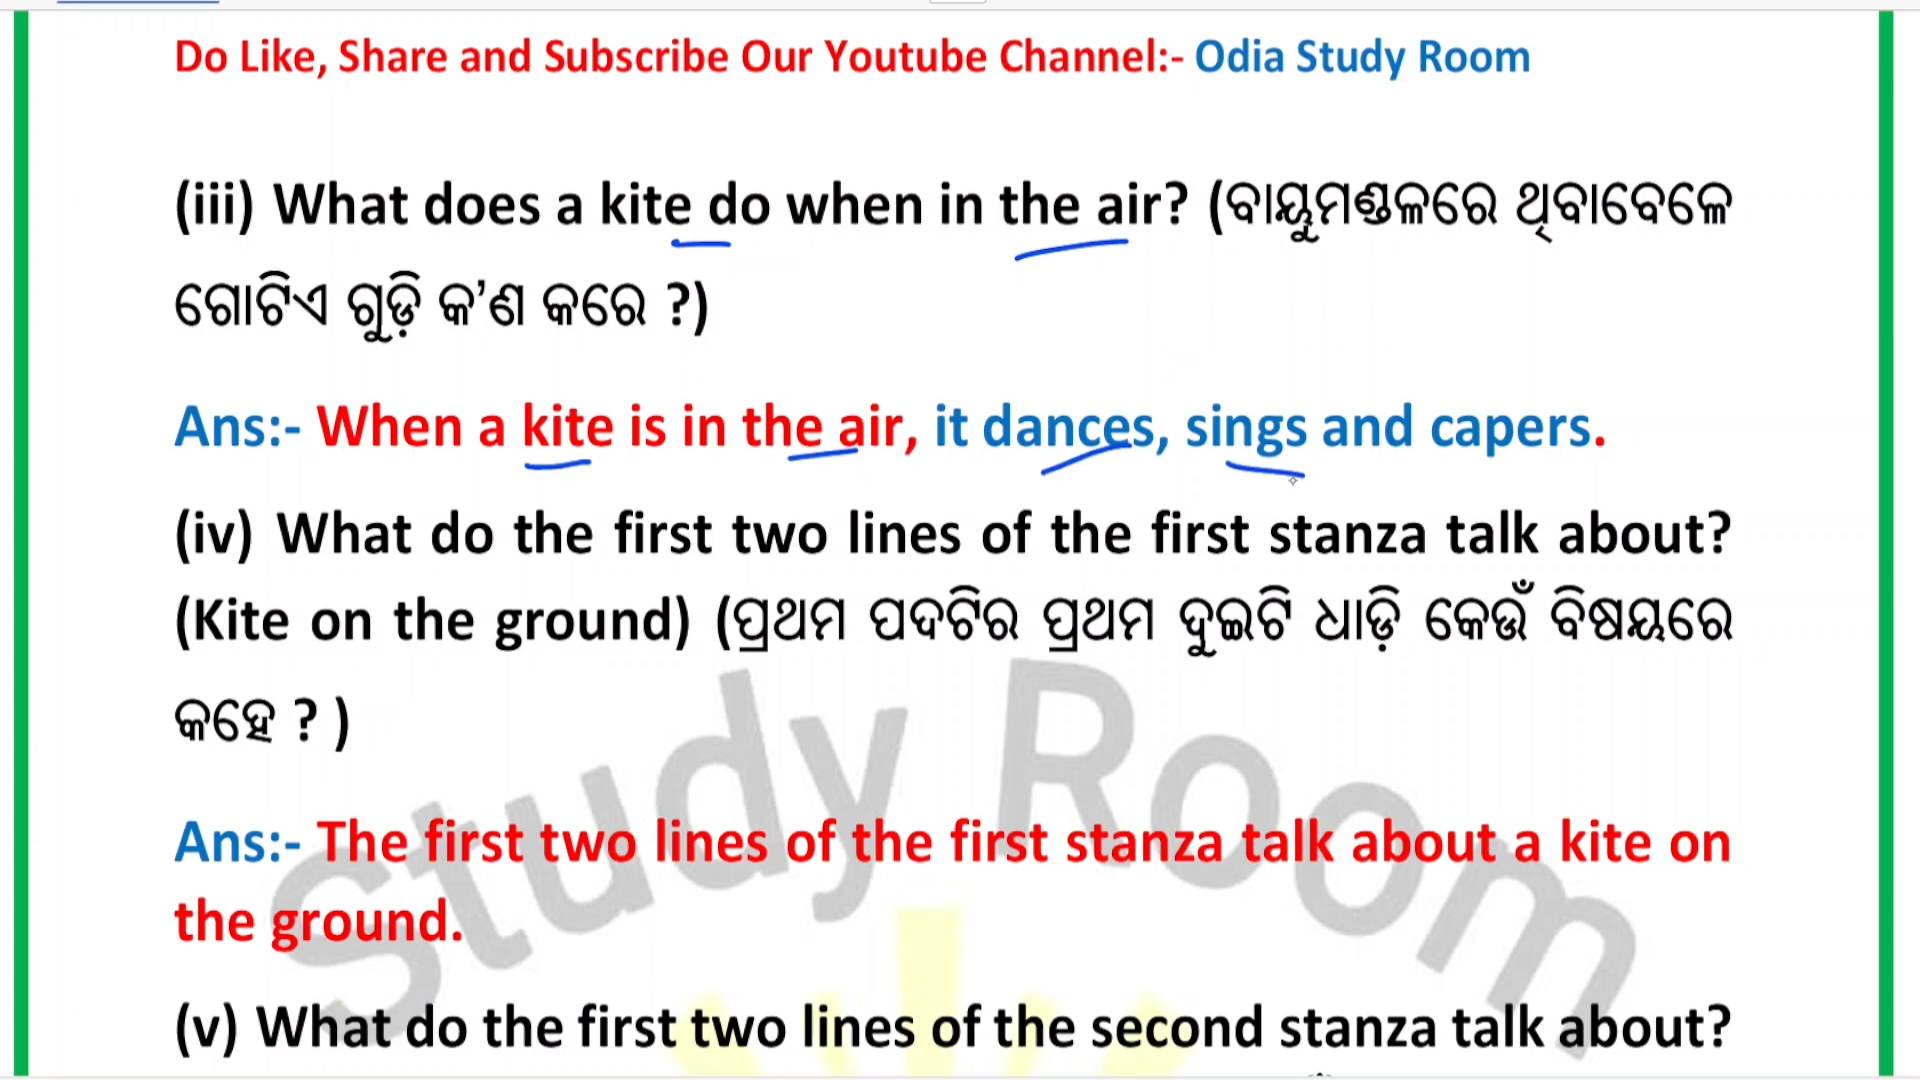 Do Like, Share and Subscribe Our Youtube Channel:- Odia Study Room
(iii) What does a kite do when in the air? (ବାୟୁମଣ୍ଡଳରେ ଥିବାବେଳେ
ଗୋଟିଏ ଗୁଡ଼ି କ'ଣ କରେ ?)
Ans:- When a kite is in the air, it dances, sings and capers.
(iv) What do the first two lines of the first stanza talk about?
(Kite on the ground) (ପ୍ରଥମ ପଦଟିର ପ୍ରଥମ ଦୁଇଟି ଧାଡ଼ି କେଉଁ ବିଷୟରେ
କହେ ? )
Ans:- The first two lines of the first stanza talk about a kite on
the ground.
(v) What do the first two lines of the second stanza talk about?
Study Room